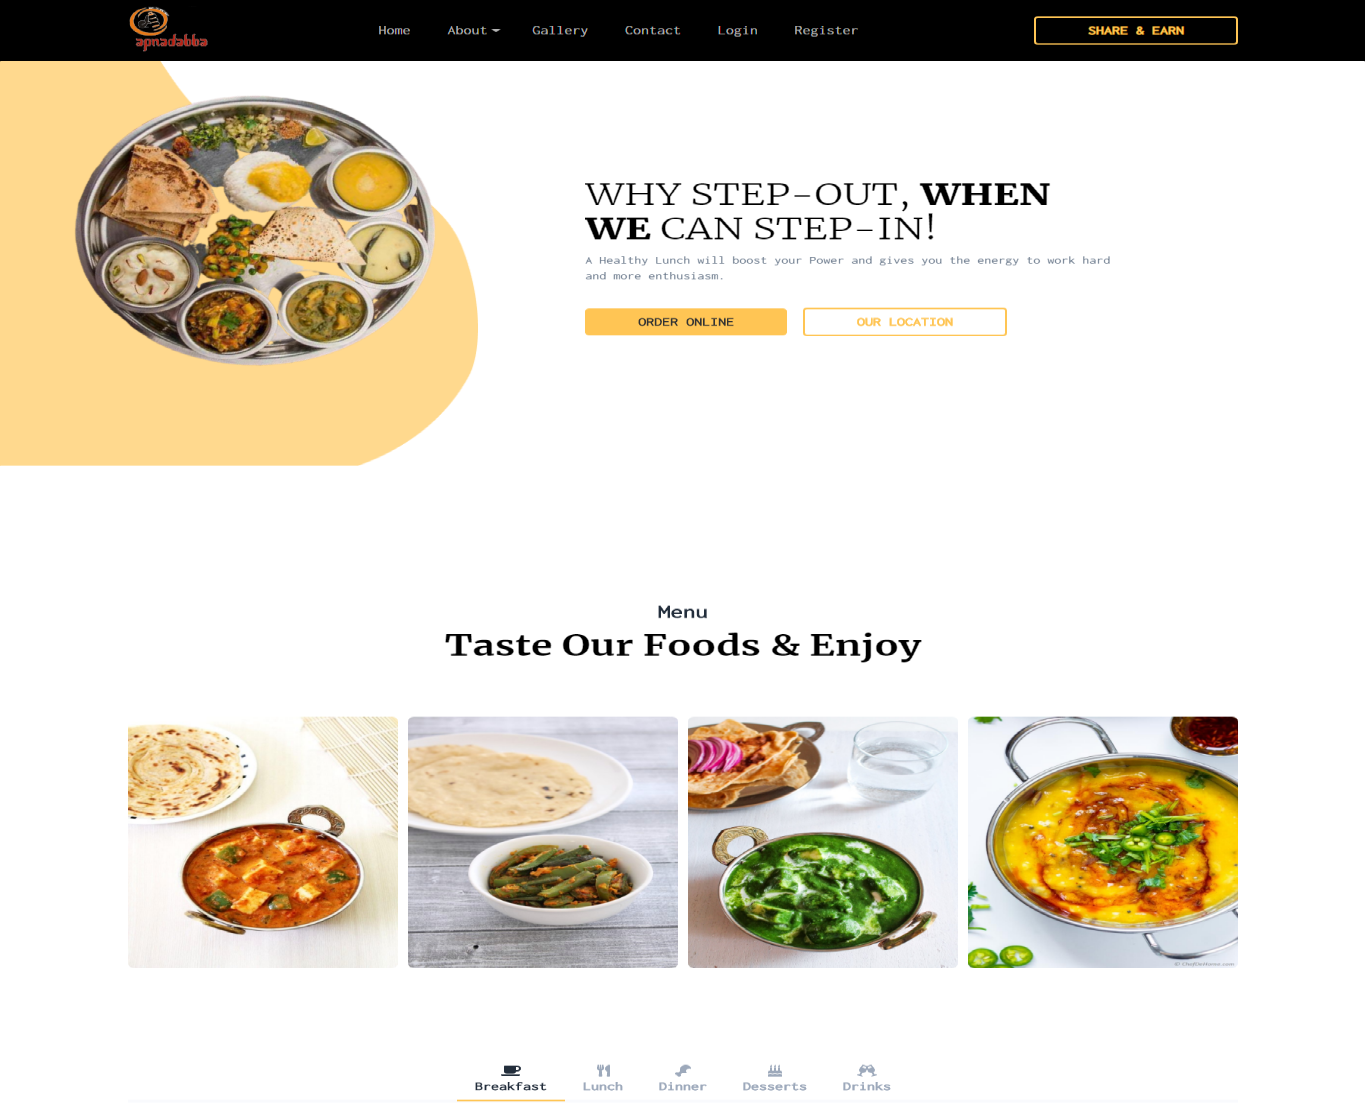 apnadabba
Home
About
Gallery
Contact
Login
Register
SHARE & EARN
WHY STEP-OUT, WHEN
WE CAN STEP-IN!
A Healthy Lunch will boost your Power and gives you the energy to work hard
and more enthusiasm.
ORDER ONLINE
OUR LOCATION
Menu
Taste Our Foods & Enjoy
Breakfast
Lunch
Dinner
Desserts
Drinks